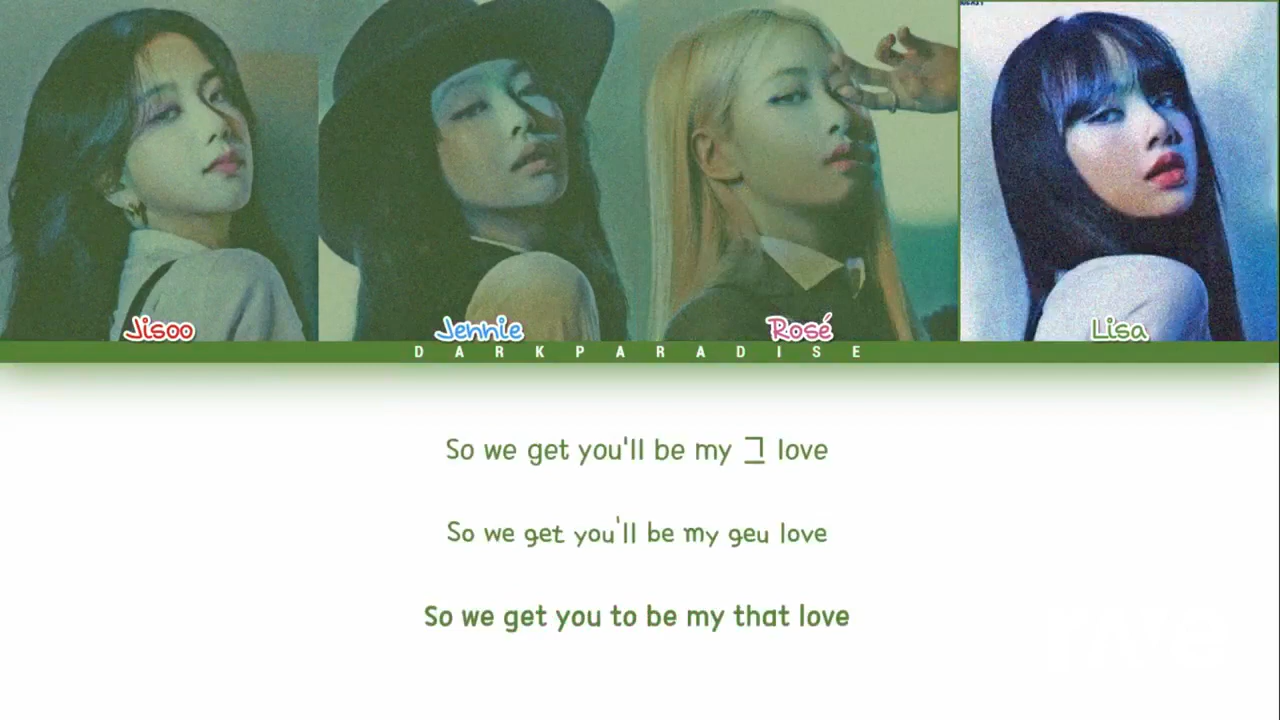 Jisoo Jennie Rosé Lisa
DARKPARADISE
So we get you'll be my 그 love
So we get you'll be my geu love
So we get you to be my that love